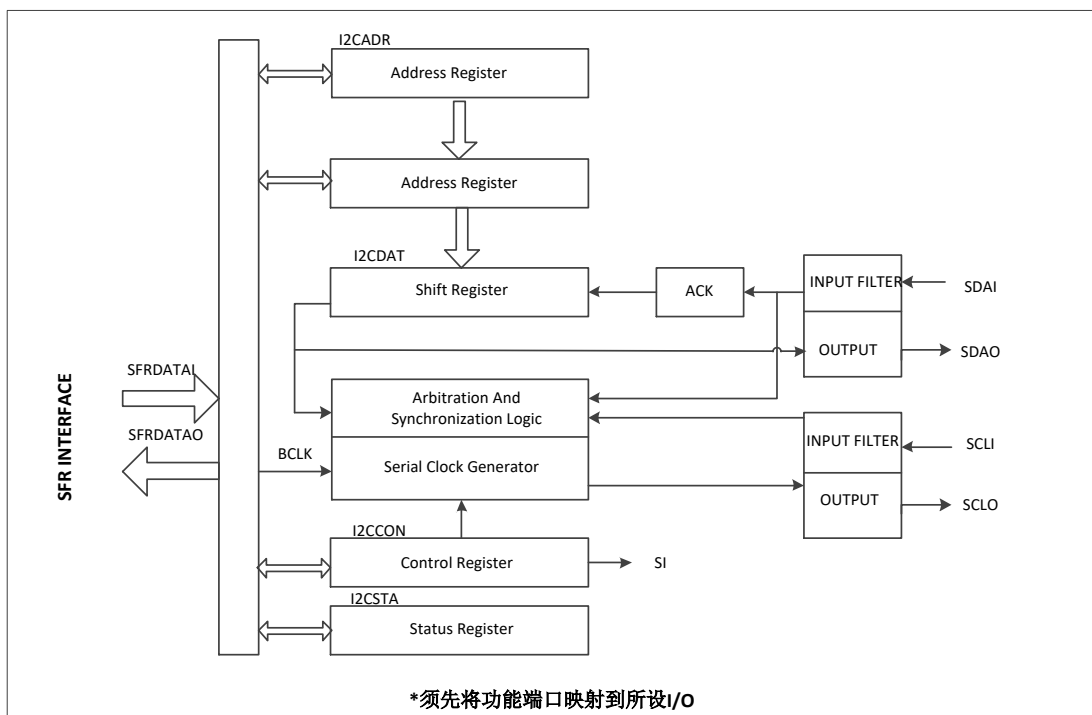 I2CADR
Address Register
Address Register
I2CDAT
Shift Register
ACK
INPUT FILTER
SDAI
OUTPUT
SDAO
SFR INTERFACE
SFRDATAI
SFRDATAO
BCLK
Arbitration And
Synchronization Logic
Serial Clock Generator
INPUT FILTER
SCLI
OUTPUT
SCLO
I2CCON
Control Register
SI
I2CSTA
Status Register
*须先将功能端口映射到所设I/O